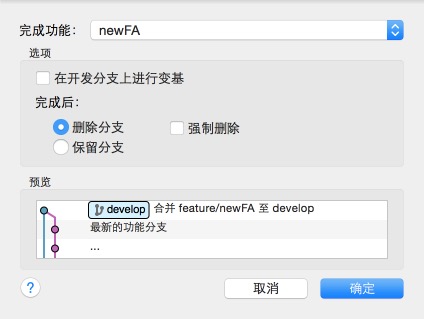 完成功能： newFA
选项
在开发分支上进行变基
完成后：
删除分支 强制删除
保留分支
预览
develop 合并 feature/newFA 至 develop
最新的功能分支
...
? 取消 确定